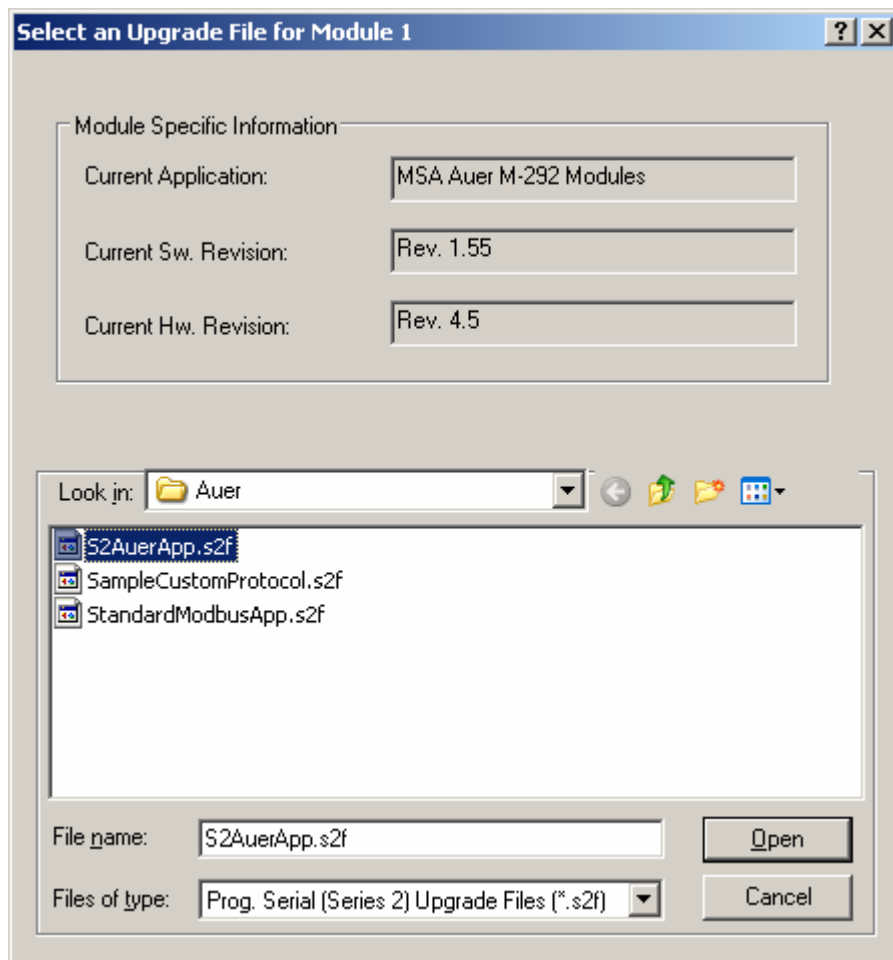 Select an Upgrade File for Module 1
Module Specific Information
Current Application: MSA Auer M-292 Modules
Current Sw. Revision: Rev. 1.55
Current Hw. Revision: Rev. 4.5
Look in: Auer
S2AuerApp.s2f
SampleCustomProtocol.s2f
StandardModbusApp.s2f
File name: S2AuerApp.s2f Open
Files of type: Prog. Serial (Series 2) Upgrade Files (*.s2f) Cancel